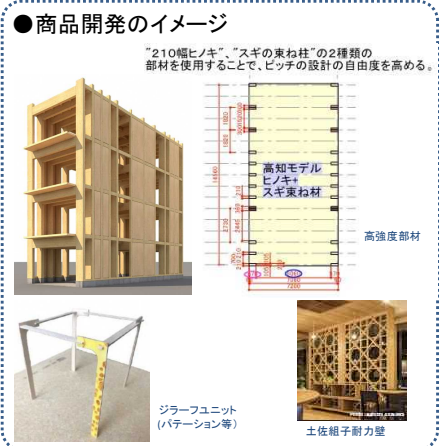 ●商品開発のイメージ
"210幅ヒノキ"、"スギの束ね柱"の2種類の
部材を使用することで、ピッチの設計の自由度を高める。
高知モデル
ヒノキ+
スギ束ね材
高強度部材
7200
ジラーフユニット
(パテーション等)
土佐組子耐力壁